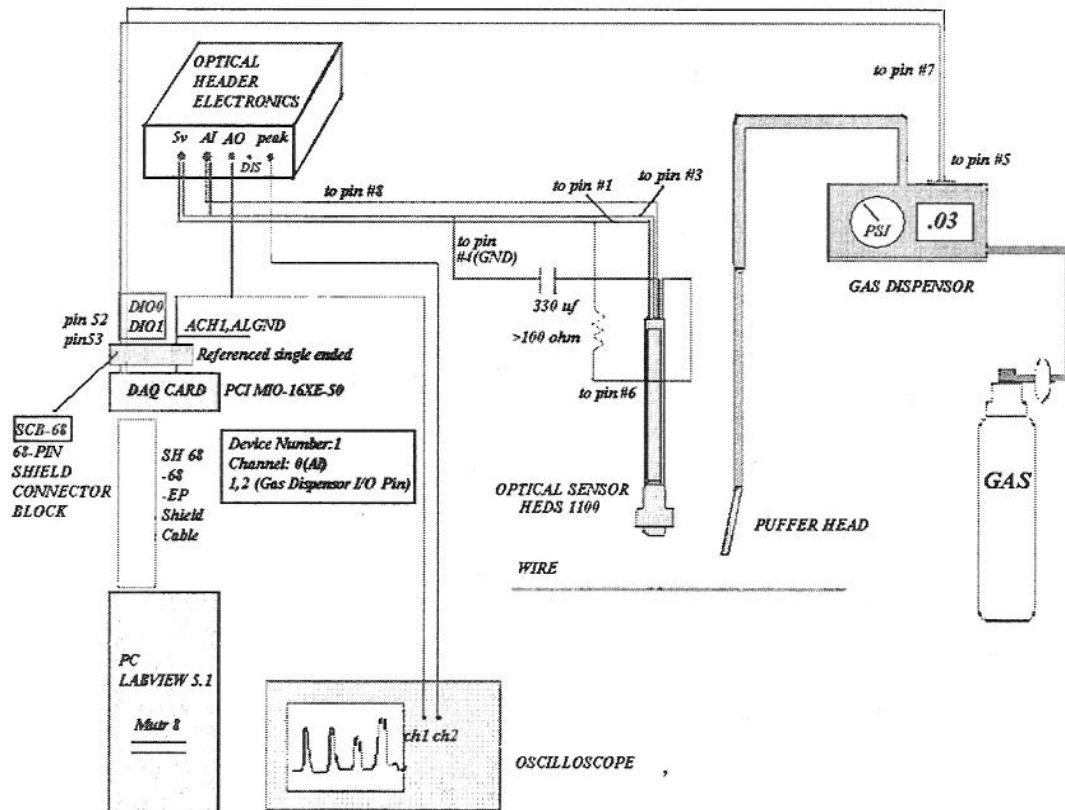 OPTICAL
HEADER
ELECTRONICS
5v AI AO peak
DIS
to pin #7
to pin #5
to pin #3
to pin #1
to pin #8
to pin
#4(GND)
330 uf
>100 ohm
to pin#6
PSI
.03
GAS DISPENSOR
pin 52
pin53
DIO0
DIO1
ACH1,ALGND
Referenced single ended
DAQ CARD
PCI MIO-16XE-50
SCB-68
68-PIN
SHIELD
CONNECTOR
BLOCK
SH 68
-68
-EP
Shield
Cable
Device Number:1
Channel: 0(AI)
1,2 (Gas Dispensor I/O Pin)
OPTICAL SENSOR
HEDS 1100
PUFFER HEAD
GAS
WIRE
PC
LABVIEW 5.1
Mutr 8
ch1 ch2
OSCILLOSCOPE